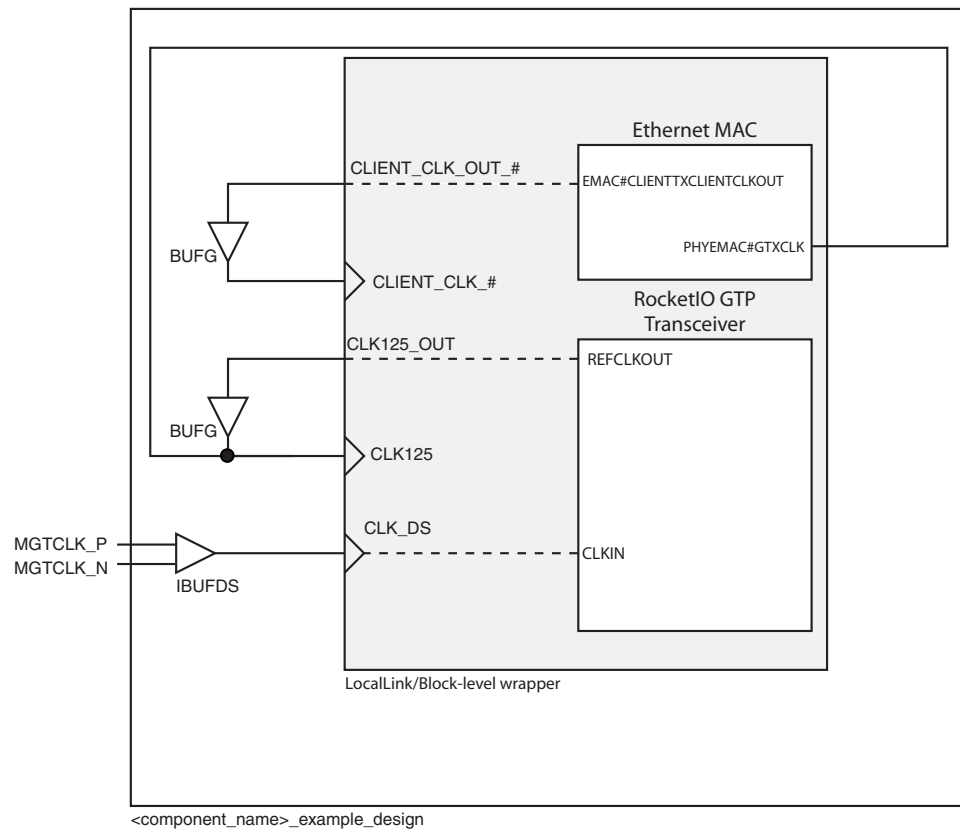 Ethernet MAC
CLIENT_CLK_OUT_#
EMAC#CLIENTTXCLIENTCLKOUT
PHYEMAC#GTXCLK
BUFG
CLIENT_CLK_#
RocketIO GTP
Transceiver
CLK125_OUT
REFCLKOUT
BUFG
CLK125
CLK_DS
MGTCLK_P
MGTCLK_N
CLKIN
IBUFDS
LocalLink/Block-level wrapper
<component_name>_example_design